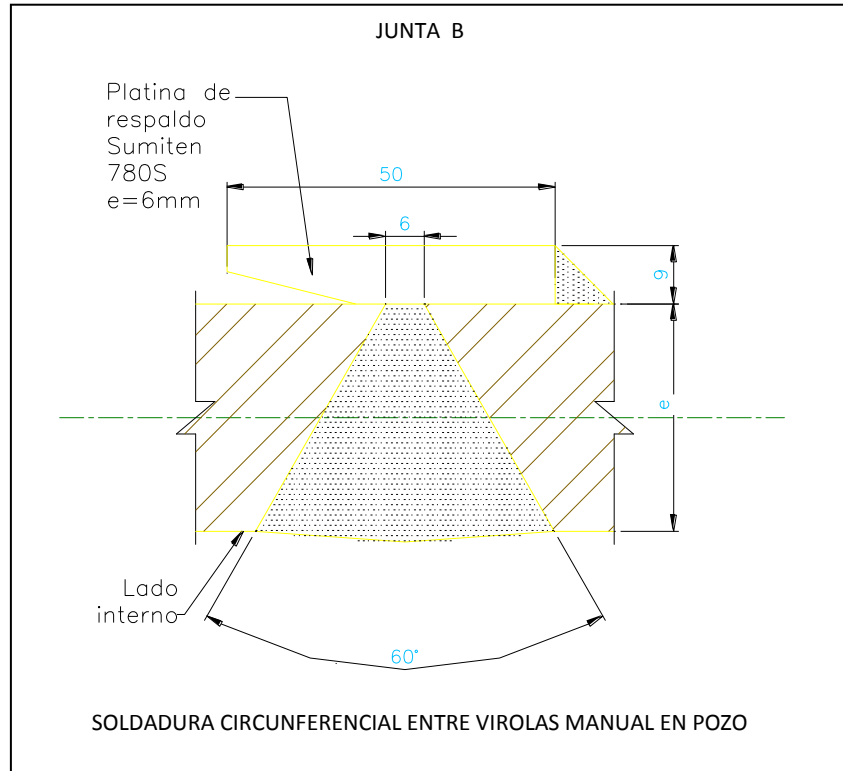 JUNTA B
Platina de
respaldo
Sumiten
780S
e=6mm
50
6
9
e
Lado
interno
60°
SOLDADURA CIRCUNFERENCIAL ENTRE VIROLAS MANUAL EN POZO